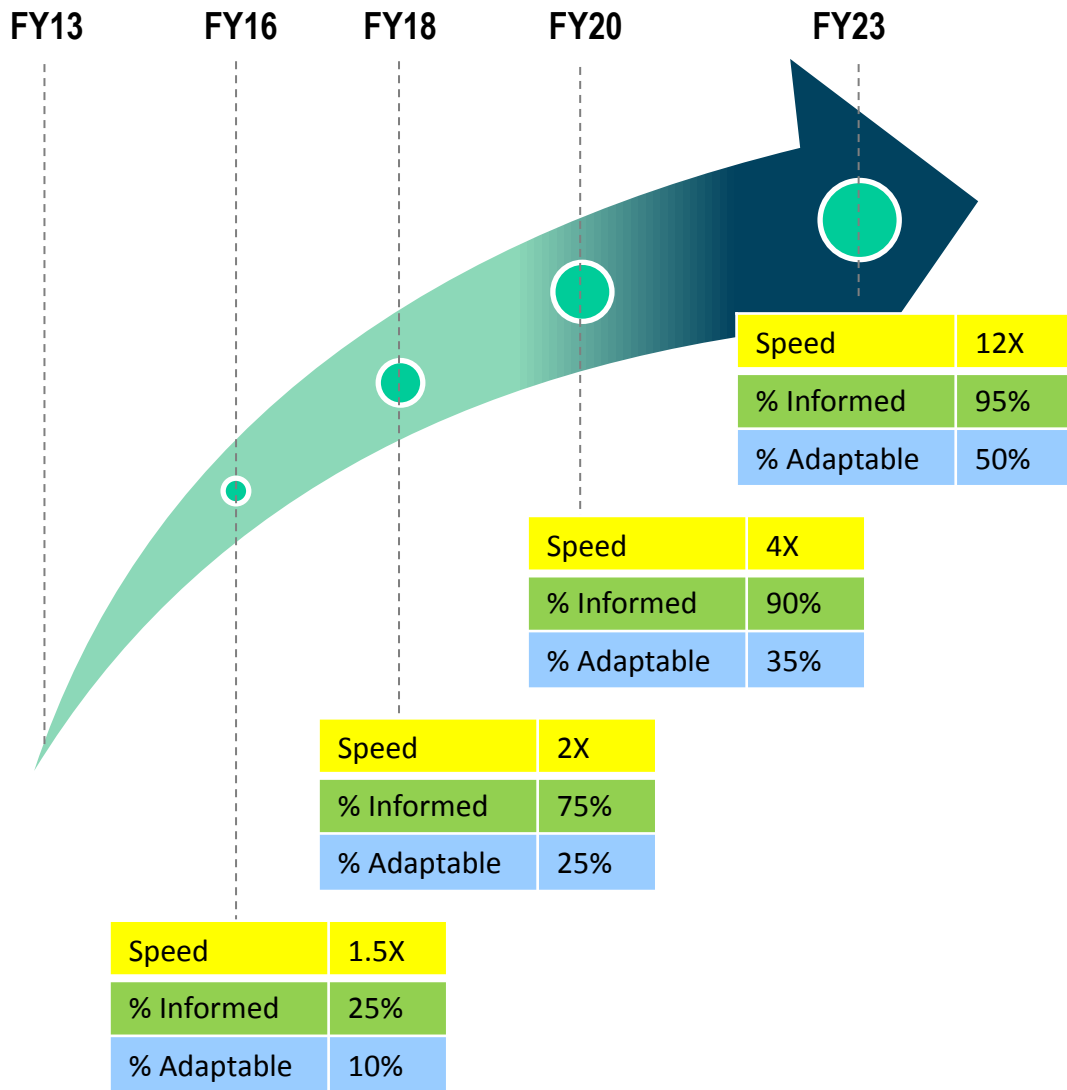 FY13 FY16 FY18 FY20 FY23
Speed 12X
% Informed 95%
% Adaptable 50%
Speed 4X
% Informed 90%
% Adaptable 35%
Speed 2X
% Informed 75%
% Adaptable 25%
Speed 1.5X
% Informed 25%
% Adaptable 10%